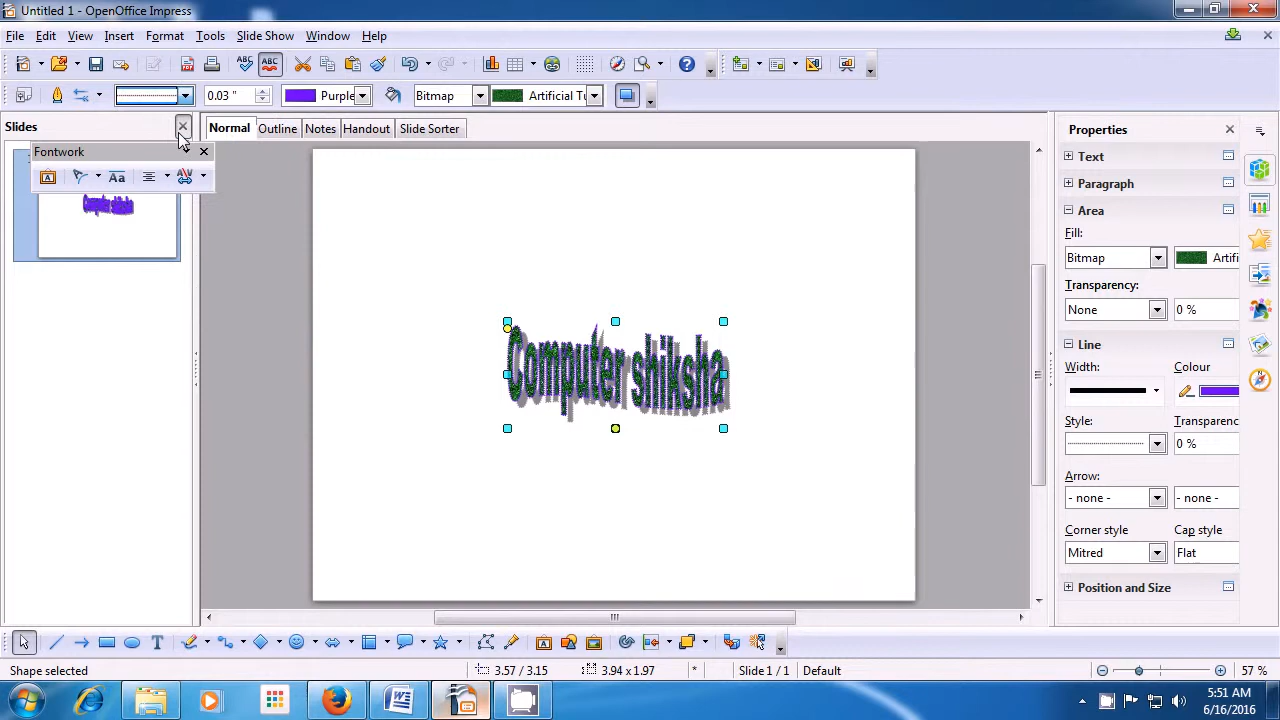 Untitled 1 - OpenOffice Impress
File Edit View Insert Format Tools Slide Show Window Help
0.03 " Purple Bitmap Artificial Tu
Slides
Normal Outline Notes Handout Slide Sorter
Fontwork
Computer shiksha
Computer shiksha
Properties
Text
Paragraph
Area
Fill:
Bitmap Artifi
Transparency:
None 0 %
Line
Width: Colour
Style: Transparenc
0 %
Arrow:
- none - - none -
Corner style Cap style
Mitred Flat
Position and Size
Shape selected 3.57 / 3.15 3.94 x 1.97 * Slide 1 / 1 Default 57 %
5:51 AM
6/16/2016